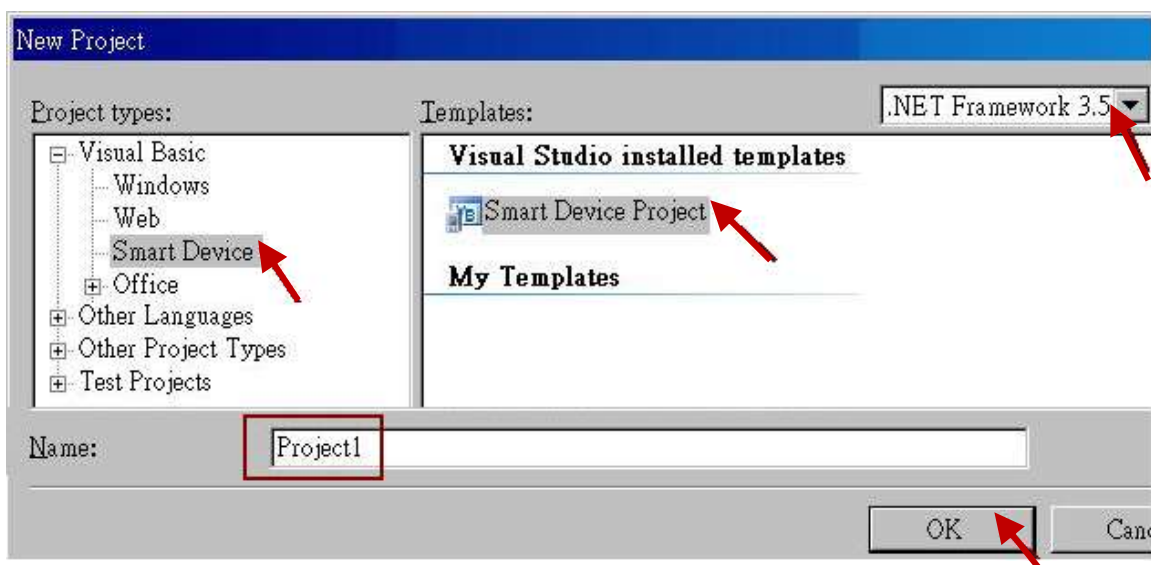 New Project
Project types:
Templates:
.NET Framework 3.5
Visual Basic
Windows
Web
Smart Device
Office
Other Languages
Other Project Types
Test Projects
Visual Studio installed templates
Smart Device Project
My Templates
Name:
Project1
OK